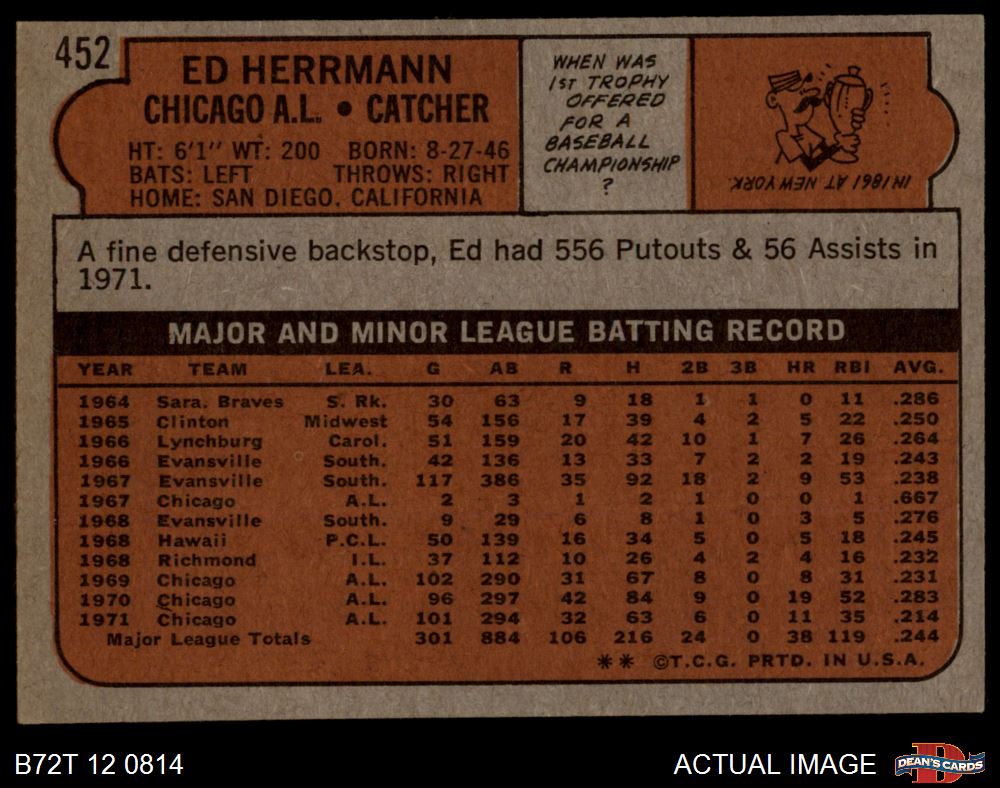 452
ED HERRMANN
CHICAGO A.L. • CATCHER
HT: 6'1" WT: 200 BORN: 8-27-46
BATS: LEFT THROWS: RIGHT
HOME: SAN DIEGO, CALIFORNIA
WHEN WAS
1ST TROPHY
OFFERED
FOR A
BASEBALL
CHAMPIONSHIP
?
IN 1861 AT NEW YORK.
A fine defensive backstop, Ed had 556 Putouts & 56 Assists in
1971.
MAJOR AND MINOR LEAGUE BATTING RECORD
YEAR TEAM LEA. G AB R H 2B 3B HR RBI AVG.
1964 Sara. Braves S. Rk. 30 63 9 18 1 1 0 11 .286
1965 Clinton Midwest 54 156 17 39 4 2 5 22 .250
1966 Lynchburg Carol. 51 159 20 42 10 1 7 26 .264
1966 Evansville South. 42 136 13 33 7 2 2 19 .243
1967 Evansville South. 117 386 35 92 18 2 9 53 .238
1967 Chicago A.L. 2 3 1 2 1 0 0 1 .667
1968 Evansville South. 9 29 6 8 1 0 3 5 .276
1968 Hawaii P.C.L. 50 139 16 34 5 0 5 18 .245
1968 Richmond I.L. 37 112 10 26 4 2 4 16 .232
1969 Chicago A.L. 102 290 31 67 8 0 8 31 .231
1970 Chicago A.L. 96 297 42 84 9 0 19 52 .283
1971 Chicago A.L. 101 294 32 63 6 0 11 35 .214
Major League Totals 301 884 106 216 24 0 38 119 .244
** ©T.C.G. PRTD. IN U.S.A.
B72T 12 0814
ACTUAL IMAGE
D
DEAN'S CARDS